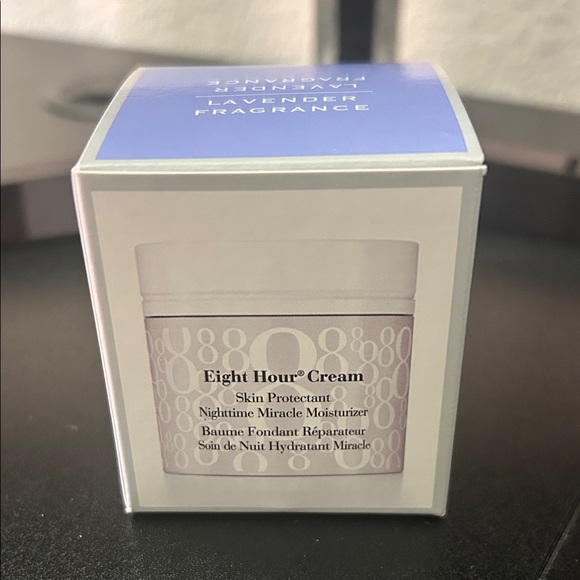 LAVENDER
FRAGRANCE
LAVENDER
FRAGRANCE
Eight Hour® Cream
Skin Protectant
Nighttime Miracle Moisturizer
Baume Fondant Réparateur
Soin de Nuit Hydratant Miracle